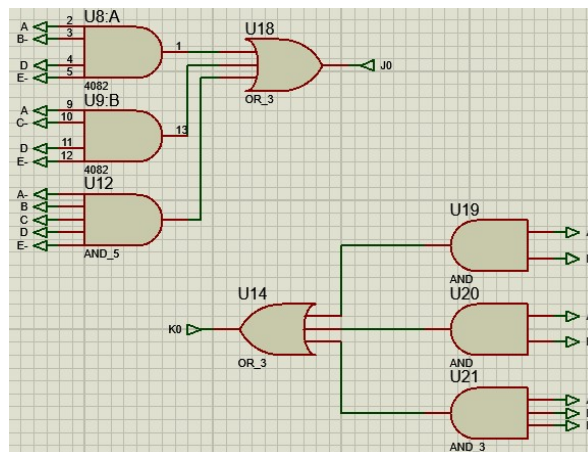 U8:A
A 2
B- 3
D 4
E- 5
1
4082
U18
OR_3
J0
U9:B
A 9
C- 10
D 11
E- 12
13
4082
U12
A-
B
C
D
E-
AND_5
U19
AND
U14
K0
OR_3
U20
AND
U21
AND_3